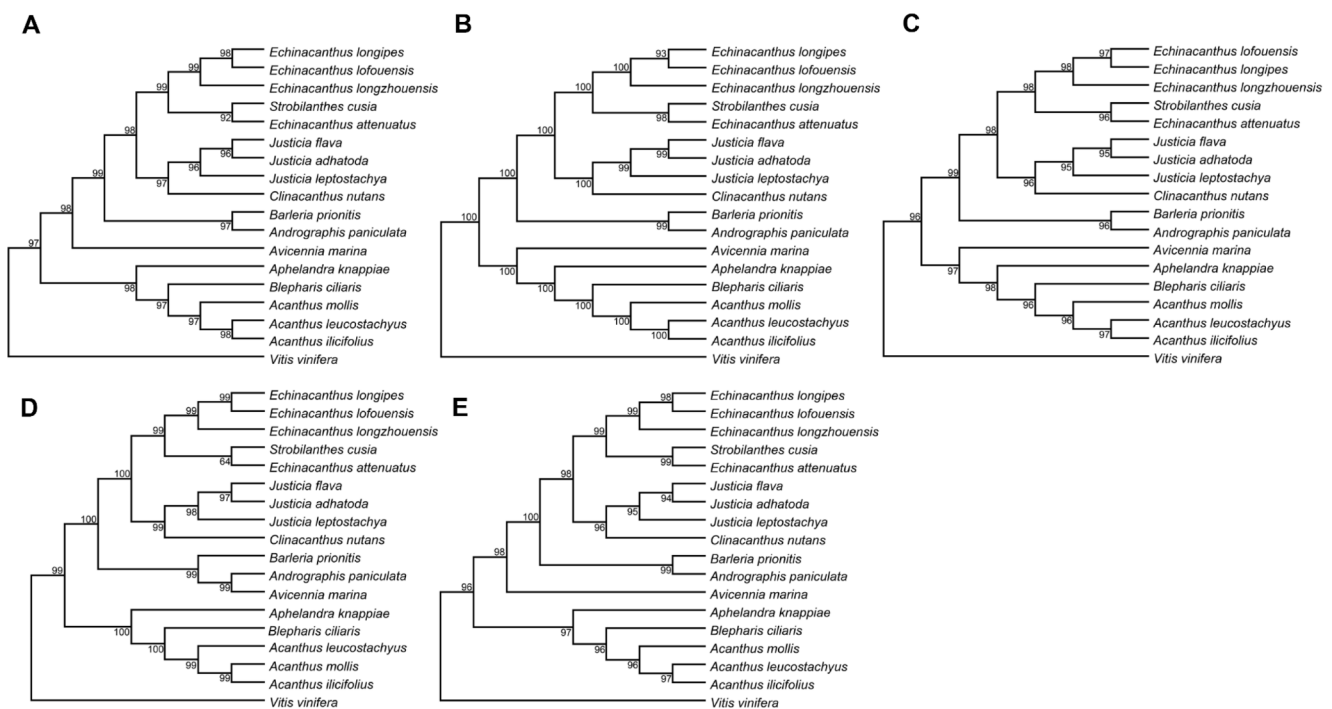 A
98
Echinacanthus longipes
Echinacanthus lofouensis
99
Echinacanthus longzhouensis
99
Strobilanthes cusia
92
Echinacanthus attenuatus
98
Justicia flava
96
Justicia adhatoda
96
Justicia leptostachya
97
Clinacanthus nutans
99
Barleria prionitis
97
Andrographis paniculata
98
Avicennia marina
97
Aphelandra knappiae
98
Blepharis ciliaris
97
Acanthus mollis
97
Acanthus leucostachyus
98
Acanthus ilicifolius
Vitis vinifera
B
93
Echinacanthus longipes
Echinacanthus lofouensis
100
Echinacanthus longzhouensis
100
Strobilanthes cusia
98
Echinacanthus attenuatus
100
Justicia flava
99
Justicia adhatoda
99
Justicia leptostachya
100
Clinacanthus nutans
100
Barleria prionitis
99
Andrographis paniculata
100
Avicennia marina
100
Aphelandra knappiae
100
Blepharis ciliaris
100
Acanthus mollis
100
Acanthus leucostachyus
100
Acanthus ilicifolius
Vitis vinifera
C
97
Echinacanthus lofouensis
Echinacanthus longipes
98
Echinacanthus longzhouensis
98
Strobilanthes cusia
96
Echinacanthus attenuatus
98
Justicia flava
95
Justicia adhatoda
95
Justicia leptostachya
96
Clinacanthus nutans
99
Barleria prionitis
96
Andrographis paniculata
96
Avicennia marina
97
Aphelandra knappiae
98
Blepharis ciliaris
96
Acanthus mollis
96
Acanthus leucostachyus
97
Acanthus ilicifolius
Vitis vinifera
D
99
Echinacanthus longipes
Echinacanthus lofouensis
99
Echinacanthus longzhouensis
99
Strobilanthes cusia
64
Echinacanthus attenuatus
100
Justicia flava
97
Justicia adhatoda
98
Justicia leptostachya
99
Clinacanthus nutans
100
Barleria prionitis
99
Andrographis paniculata
99
Avicennia marina
99
Aphelandra knappiae
100
Blepharis ciliaris
100
Acanthus leucostachyus
99
Acanthus mollis
99
Acanthus ilicifolius
Vitis vinifera
E
98
Echinacanthus longipes
Echinacanthus lofouensis
99
Echinacanthus longzhouensis
99
Strobilanthes cusia
99
Echinacanthus attenuatus
98
Justicia flava
94
Justicia adhatoda
95
Justicia leptostachya
96
Clinacanthus nutans
100
Barleria prionitis
99
Andrographis paniculata
98
Avicennia marina
96
Aphelandra knappiae
97
Blepharis ciliaris
96
Acanthus mollis
96
Acanthus leucostachyus
97
Acanthus ilicifolius
Vitis vinifera